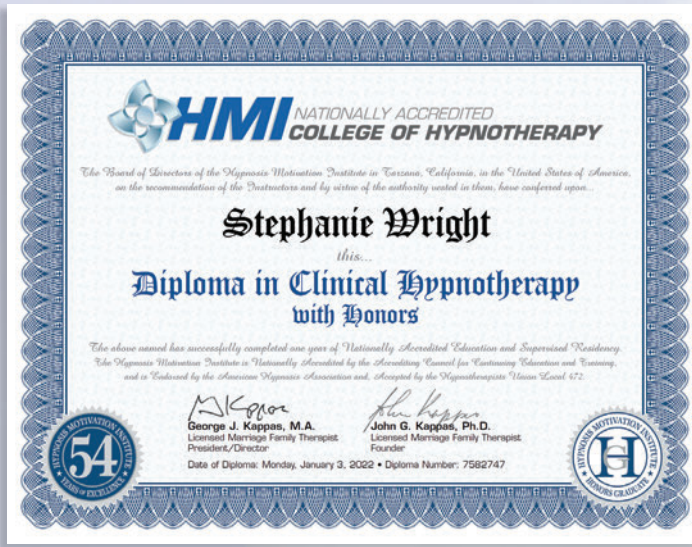 HMI NATIONALLY ACCREDITED
COLLEGE OF HYPNOTHERAPY
The Board of Directors of the Hypnosis Motivation Institute in Tarzana, California, in the United States of America,
on the recommendation of the Instructors and by virtue of the authority vested in them, have conferred upon...
Stephanie Wright
this...
Diploma in Clinical Hypnotherapy
with Honors
The above named has successfully completed one year of Nationally Accredited Education and Supervised Residency.
The Hypnosis Motivation Institute is Nationally Accredited by the Accrediting Council for Continuing Education and Training,
and is Endorsed by the American Hypnosis Association and, Accepted by the Hypnotherapists Union Local 472.
George J. Kappas, M.A.
Licensed Marriage Family Therapist
President/Director
John G. Kappas, Ph.D.
Licensed Marriage Family Therapist
Founder
Date of Diploma: Monday, January 3, 2022 • Diploma Number: 7582747
HYPNOSIS MOTIVATION INSTITUTE
54
YEARS OF EXCELLENCE
HYPNOSIS MOTIVATION INSTITUTE
HG
HONORS GRADUATE